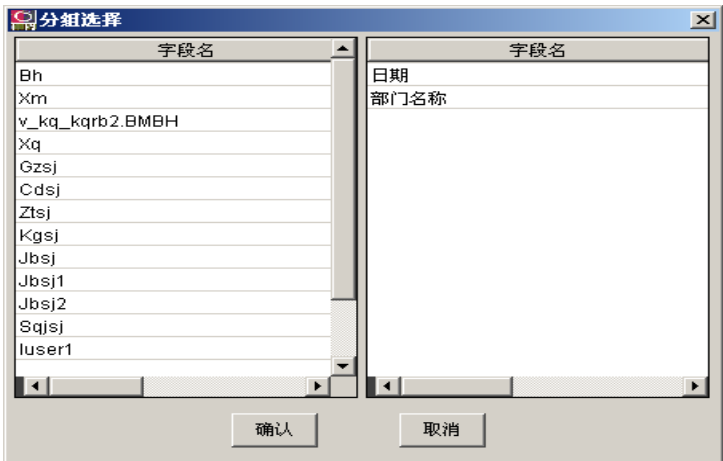 分组选择
字段名
Bh
Xm
v_kq_kqrb2.BMBH
Xq
Gzsj
Cdsj
Ztsj
Kgsj
Jbsj
Jbsj1
Jbsj2
Sqjsj
Iuser1
字段名
日期
部门名称
确认
取消